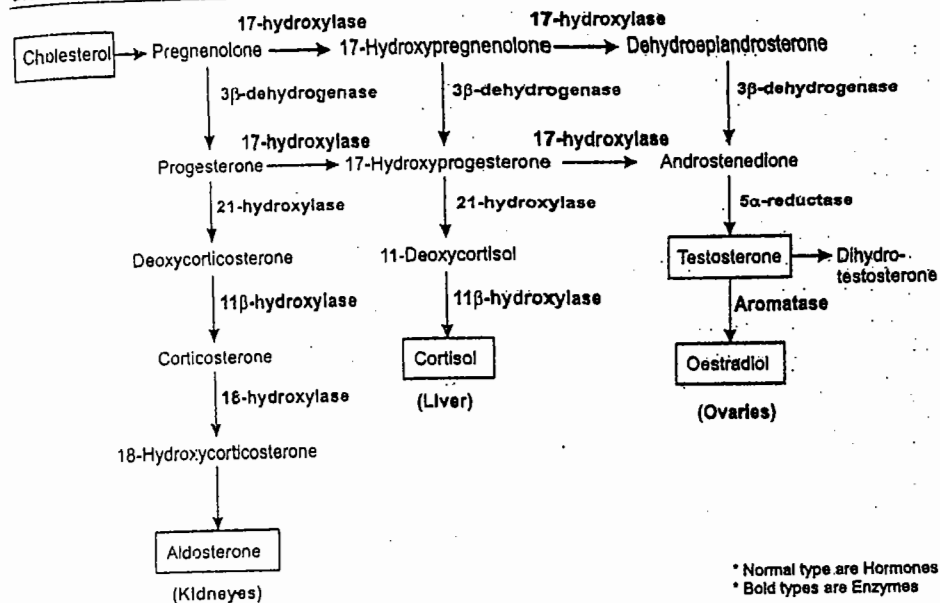 17-hydroxylase 17-hydroxylase
Cholesterol Pregnenolone 17-Hydroxypregnenolone Dehydroepiandrosterone
3β-dehydrogenase 3β-dehydrogenase 3β-dehydrogenase
17-hydroxylase 17-hydroxylase
Progesterone 17-Hydroxyprogesterone Androstenedione
21-hydroxylase 21-hydroxylase 5α-reductase
Deoxycorticosterone 11-Deoxycortisol Testosterone Dihydro-
testosterone
11β-hydroxylase 11β-hydroxylase Aromatase
Corticosterone Cortisol Oestradiol
(Liver) (Ovaries)
18-hydroxylase
18-Hydroxycorticosterone
Aldosterone
(Kidneyes)
* Normal type are Hormones
* Bold types are Enzymes